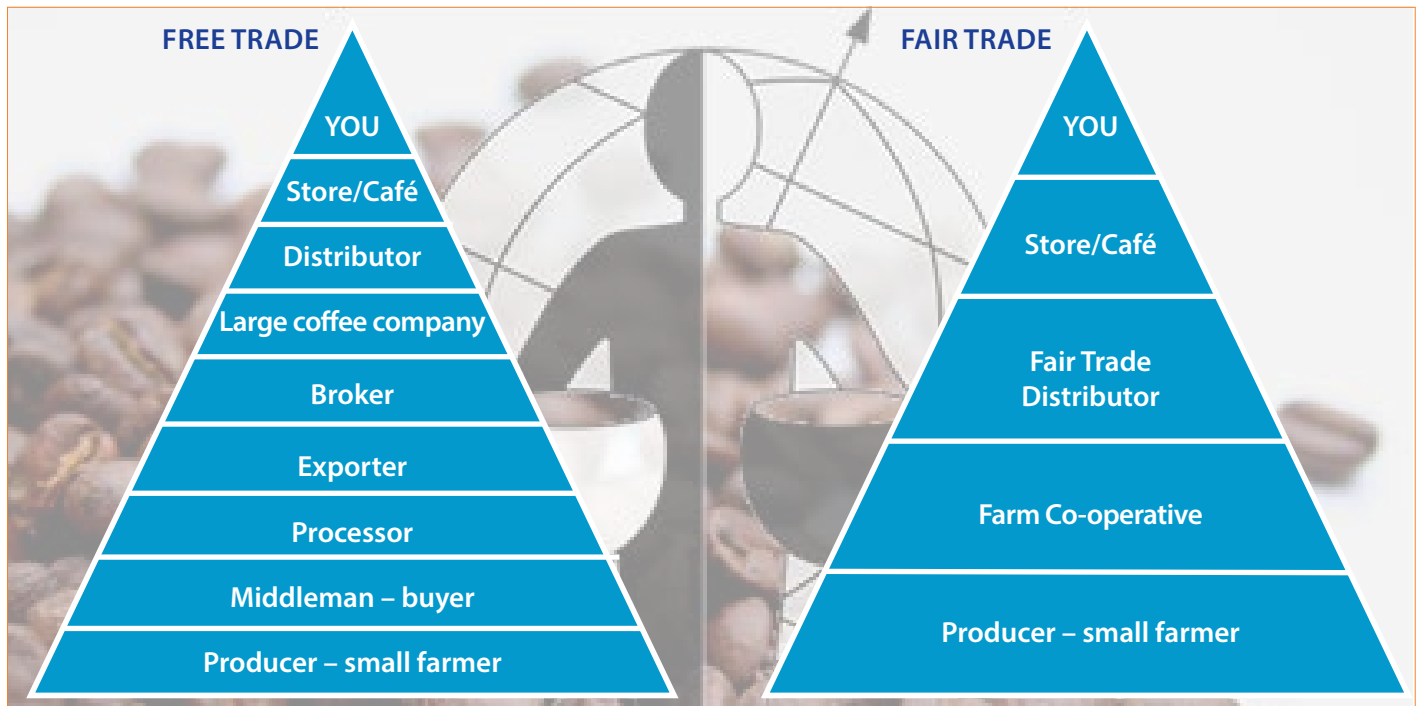 FREE TRADE
YOU
Store/Café
Distributor
Large coffee company
Broker
Exporter
Processor
Middleman – buyer
Producer – small farmer
FAIR TRADE
YOU
Store/Café
Fair Trade
Distributor
Farm Co-operative
Producer – small farmer